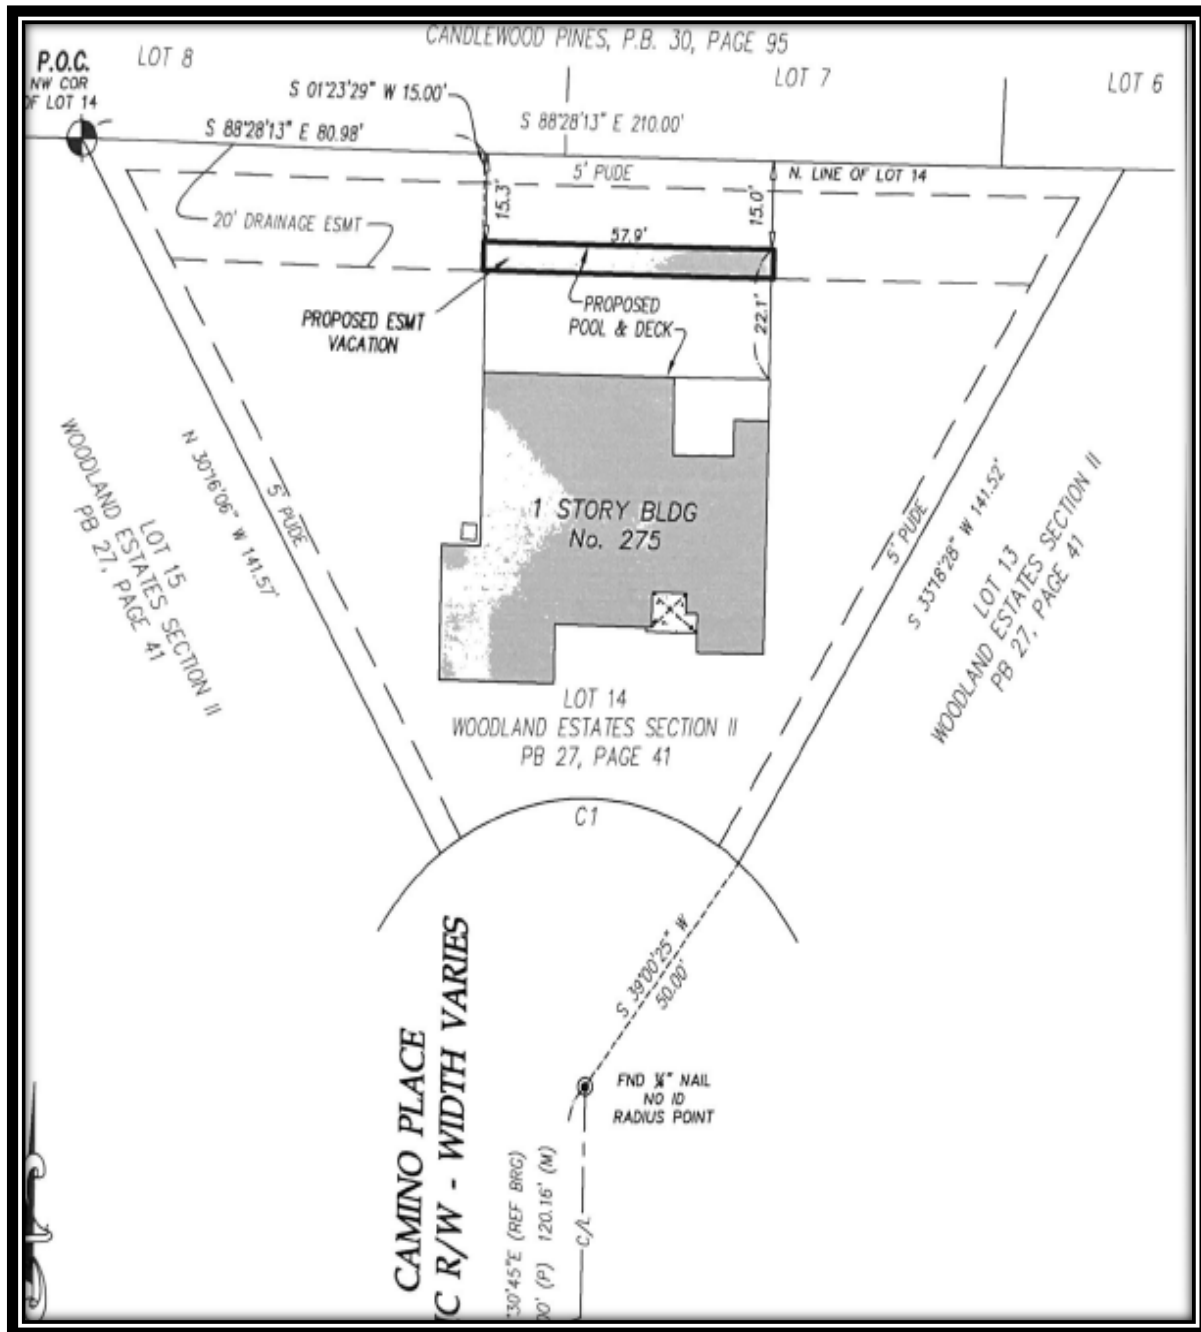 CANDLEWOOD PINES, P.B. 30, PAGE 95
P.O.C.
NW COR
OF LOT 14
LOT 8
LOT 7
LOT 6
S 01°23'29" W 15.00'
S 88°28'13" E 80.98'
S 88°28'13" E 210.00'
5' PUDE
N. LINE OF LOT 14
15.3'
15.0'
20' DRAINAGE ESMT
57.9'
PROPOSED ESMT
VACATION
PROPOSED
POOL & DECK
22.1'
N 30°16'06" W 141.57'
5' PUDE
LOT 15
WOODLAND ESTATES SECTION II
PB 27, PAGE 41
1 STORY BLDG
No. 275
5' PUDE
S 33°18'28" W 141.52'
LOT 13
WOODLAND ESTATES SECTION II
PB 27, PAGE 41
LOT 14
WOODLAND ESTATES SECTION II
PB 27, PAGE 41
C1
S 39°00'25" W
50.00'
FND NAIL
NO ID
RADIUS POINT
CAMINO PLACE
C R/W - WIDTH VARIES
30'45"E (REF BRG)
00' (P) 120.16' (M)
C/L